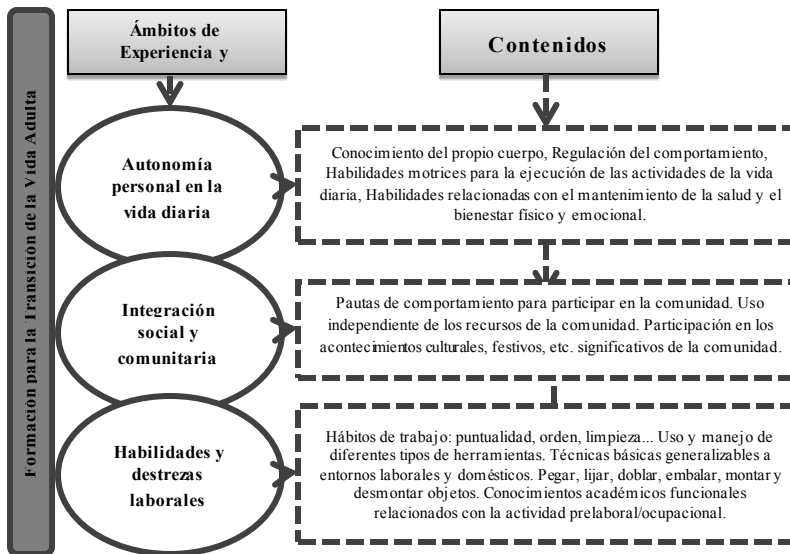 Formación para la Transición de la Vida Adulta
Ámbitos de
Experiencia y
Contenidos
Autonomía
personal en la
vida diaria
Conocimiento del propio cuerpo, Regulación del comportamiento,
Habilidades motrices para la ejecución de las actividades de la vida
diaria, Habilidades relacionadas con el mantenimiento de la salud y el
bienestar físico y emocional.
Integración
social y
comunitaria
Pautas de comportamiento para participar en la comunidad. Uso
independiente de los recursos de la comunidad. Participación en los
acontecimientos culturales, festivos, etc. significativos de la comunidad.
Habilidades y
destrezas
laborales
Hábitos de trabajo: puntualidad, orden, limpieza... Uso y manejo de
diferentes tipos de herramientas. Técnicas básicas generalizables a
entornos laborales y domésticos. Pegar, lijar, doblar, embalar, montar y
desmontar objetos. Conocimientos académicos funcionales
relacionados con la actividad prelaboral/ocupacional.